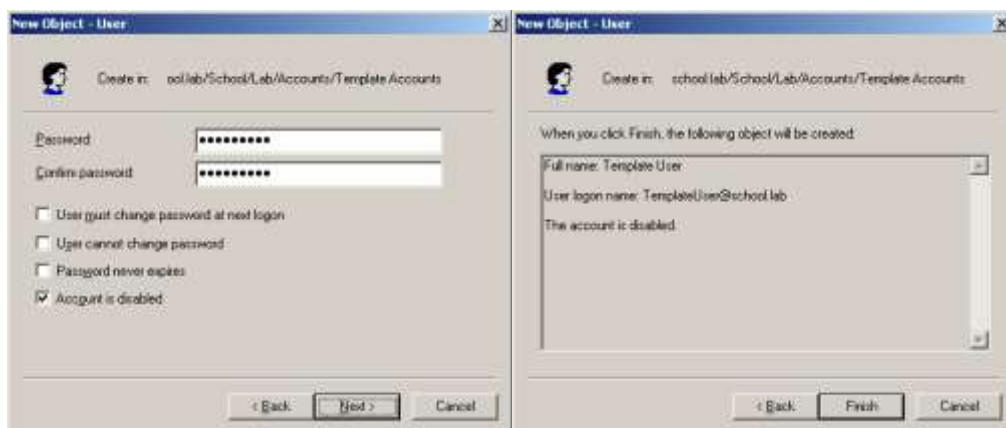 New Object - User
Create in: ool.lab/School/Lab/Accounts/Template Accounts
Password:
•••••••••
Confirm password:
•••••••••
User must change password at next logon
User cannot change password
Password never expires
Account is disabled
< Back
Next >
Cancel
New Object - User
Create in: school.lab/School/Lab/Accounts/Template Accounts
When you click Finish, the following object will be created:
Full name: Template User
User logon name: TemplateUser@school.lab
The account is disabled.
< Back
Finish
Cancel